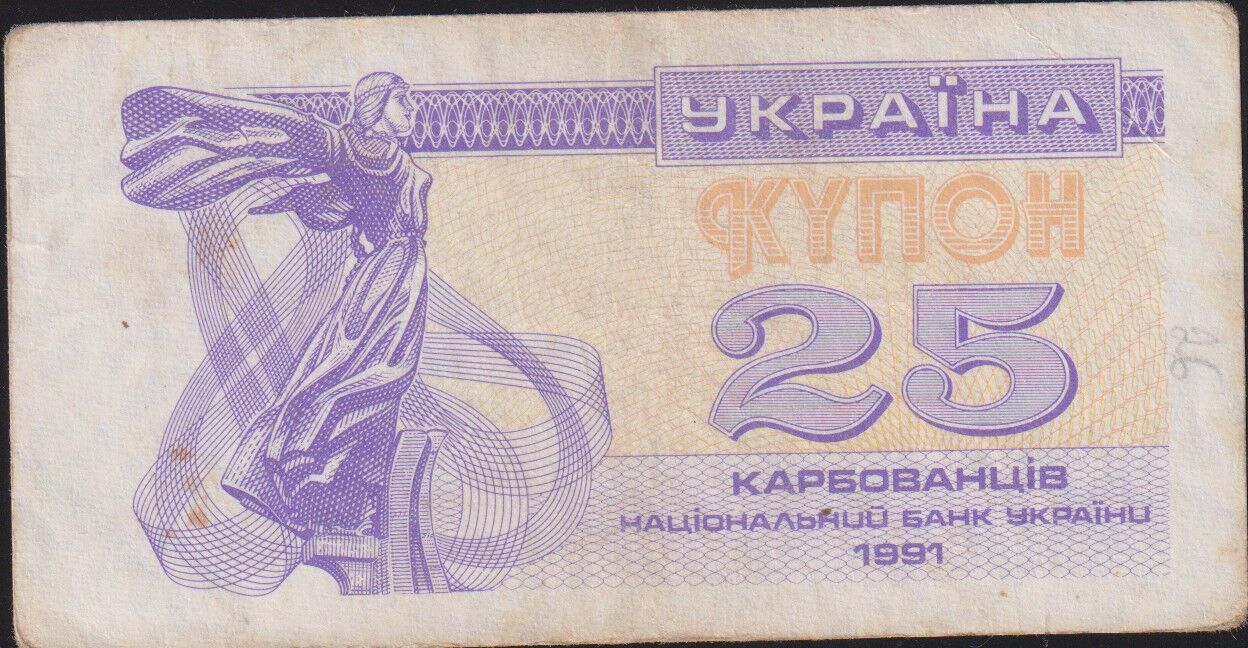 УКРАЇНА
КУПОН
25
КАРБОВАНЦІВ
НАЦІОНАЛЬНИЙ БАНК УКРАЇНИ
1991